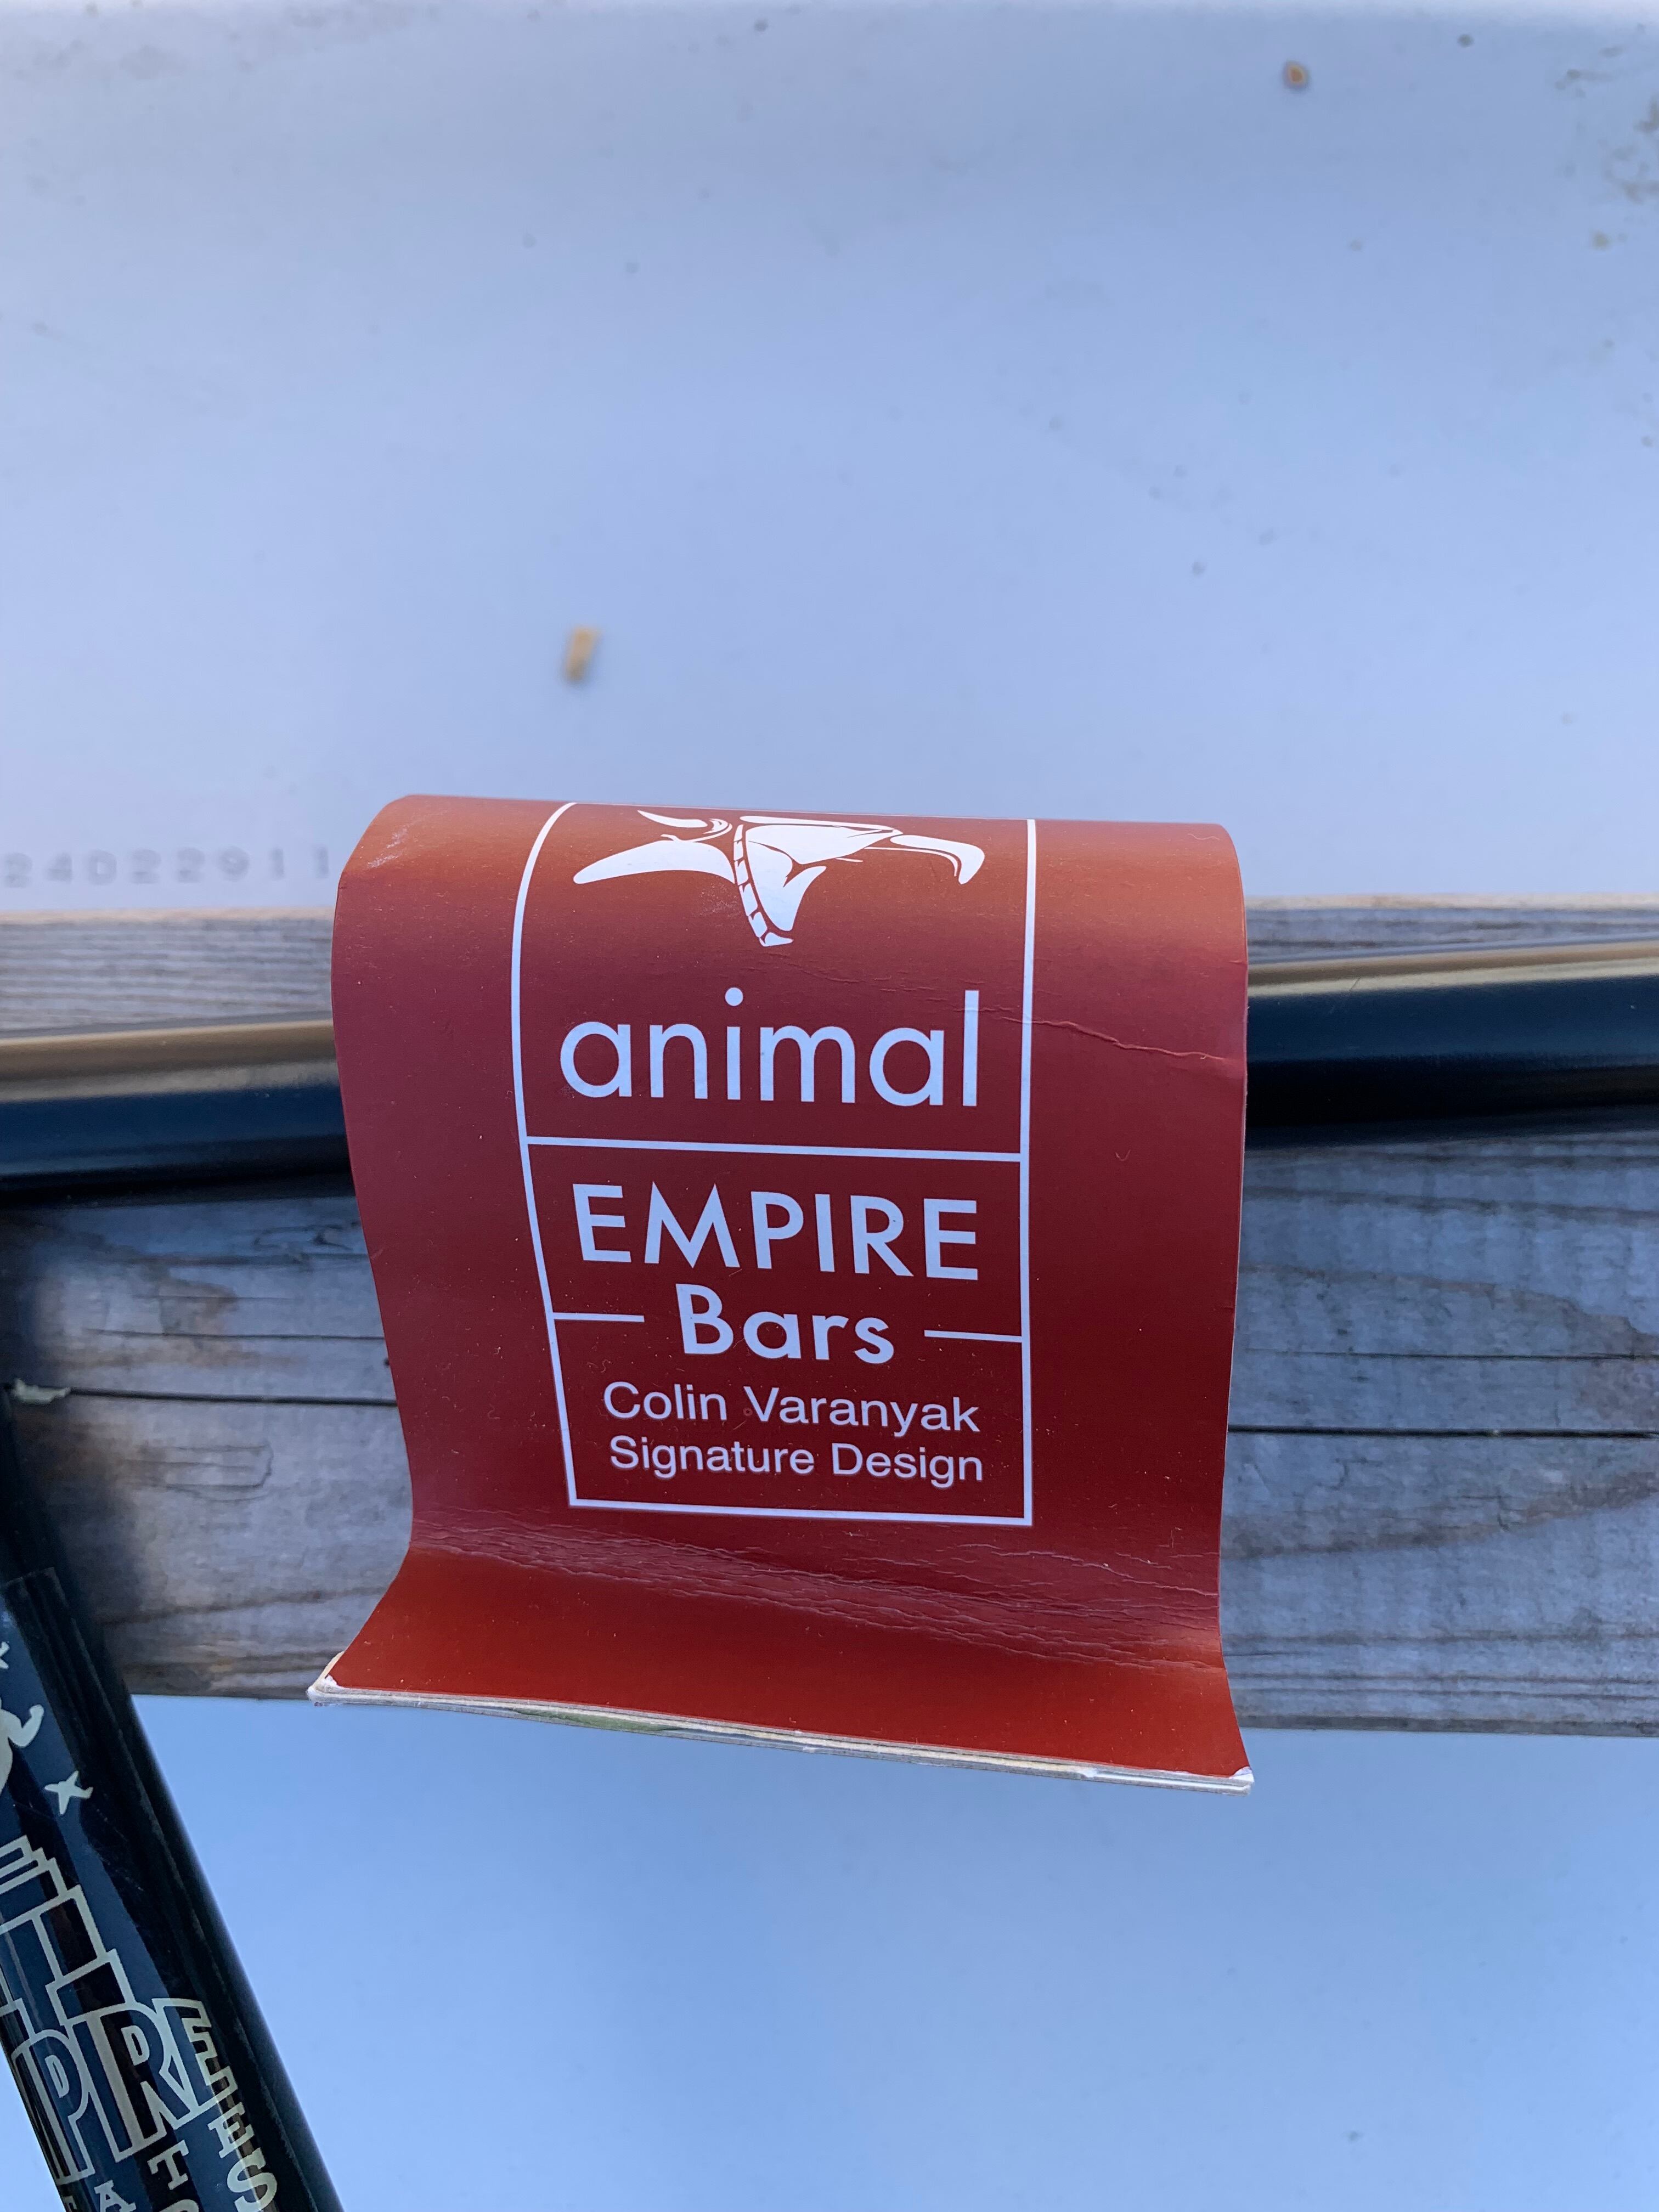 24022911
animal
EMPIRE
Bars
Colin Varanyak
Signature Design